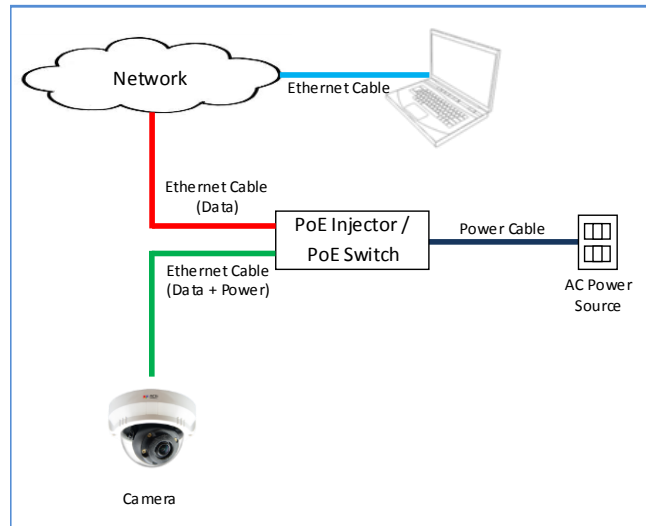 Network
Ethernet Cable
Ethernet Cable
(Data)
PoE Injector /
PoE Switch
Power Cable
Ethernet Cable
(Data + Power)
AC Power
Source
Camera